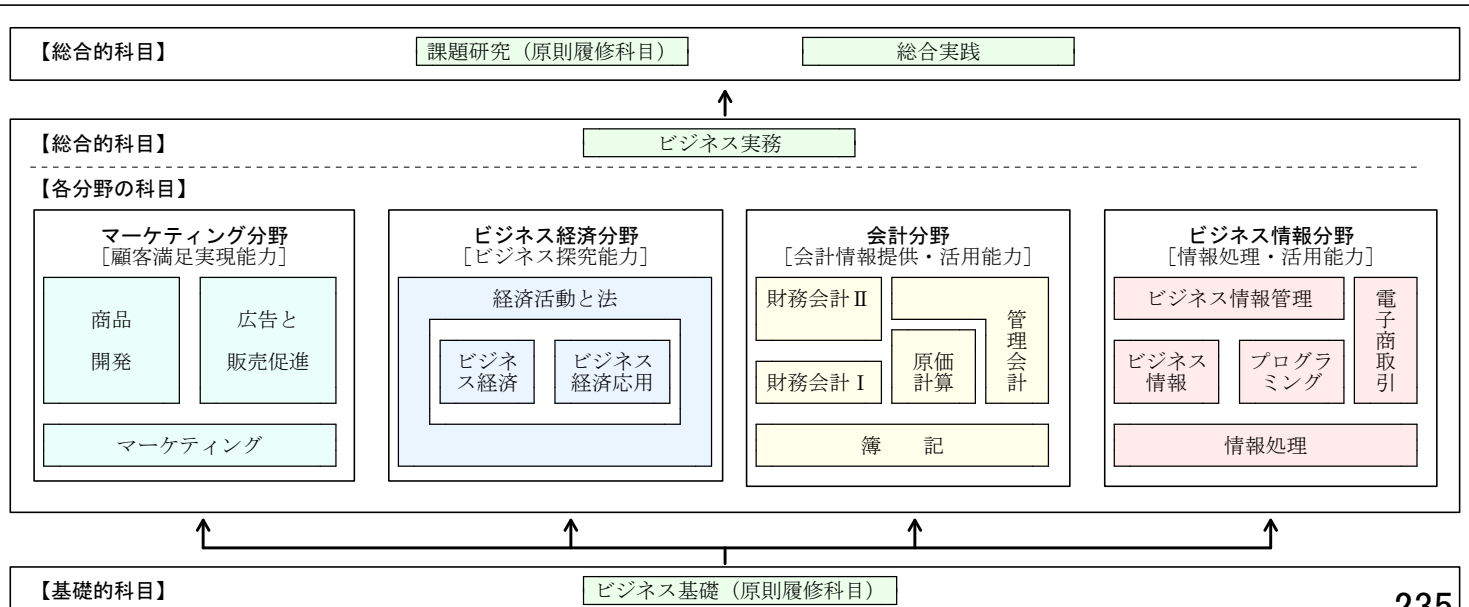 【総合的科目】
課題研究（原則履修科目）
総合実践
【総合的科目】
ビジネス実務
【各分野の科目】
マーケティング分野
［顧客満足実現能力］
商品
開発
広告と
販売促進
マーケティング
ビジネス経済分野
［ビジネス探究能力］
経済活動と法
ビジネ
ス経済
ビジネス
経済応用
会計分野
［会計情報提供・活用能力］
財務会計Ⅱ
財務会計Ⅰ
原価
計算
管理会計
簿　記
ビジネス情報分野
［情報処理・活用能力］
ビジネス情報管理
ビジネス
情報
プログラ
ミング
電子商取引
情報処理
【基礎的科目】
ビジネス基礎（原則履修科目）
235